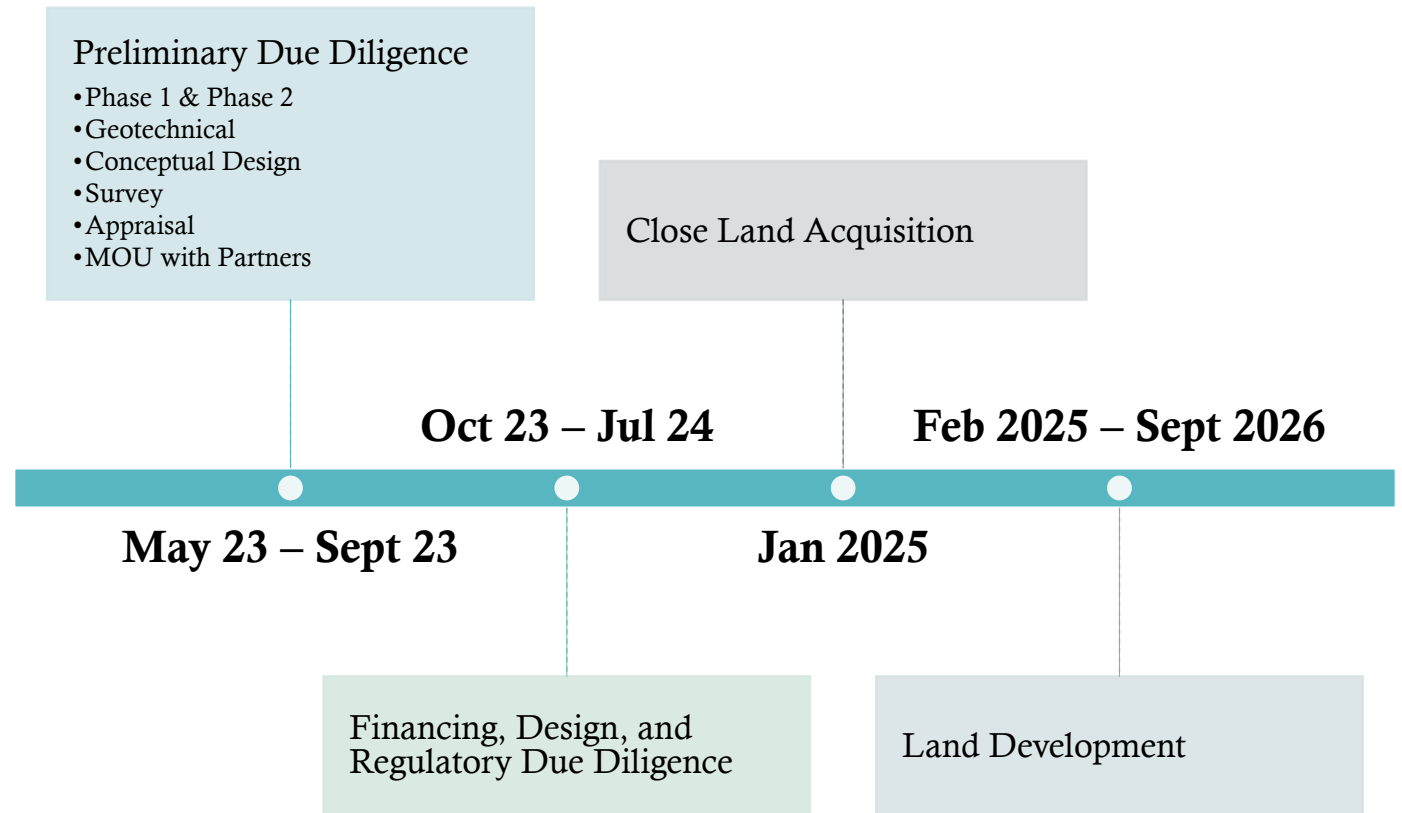 Preliminary Due Diligence
•Phase 1 & Phase 2
•Geotechnical
•Conceptual Design
•Survey
•Appraisal
•MOU with Partners
Close Land Acquisition
Oct 23 – Jul 24
Feb 2025 – Sept 2026
May 23 – Sept 23
Jan 2025
Financing, Design, and
Regulatory Due Diligence
Land Development